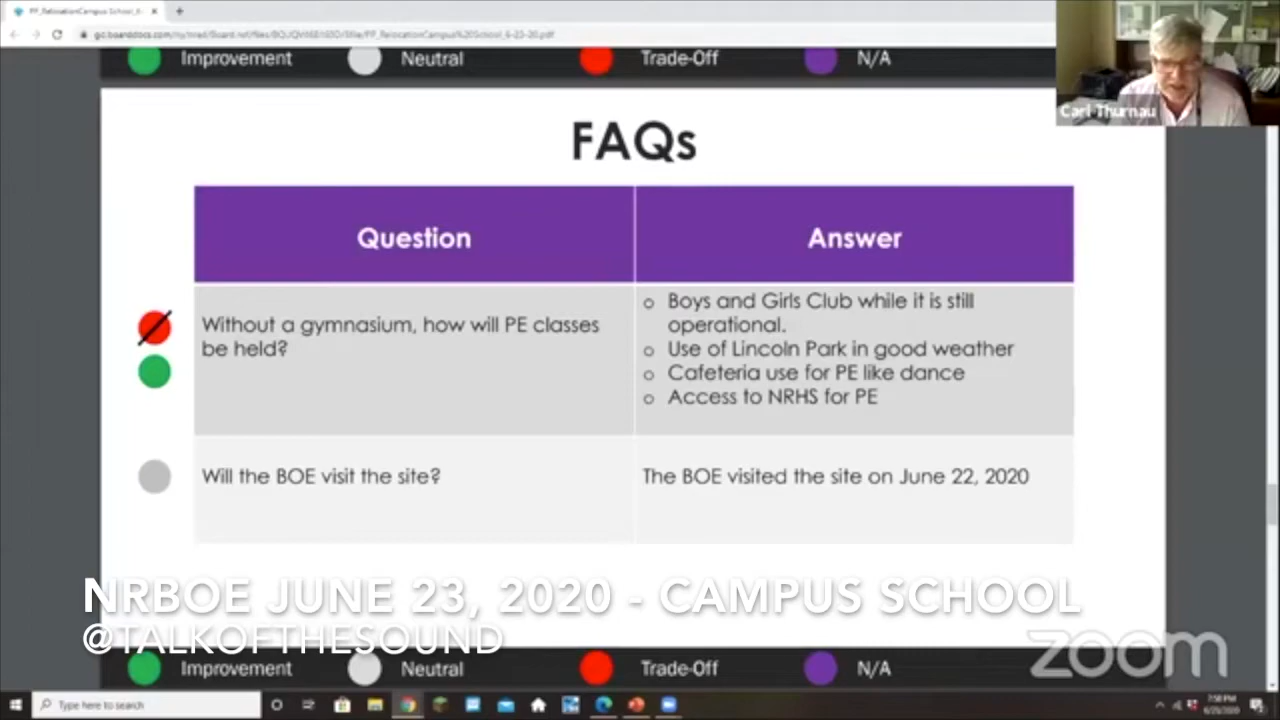 Improvement Neutral Trade-Off N/A
Carl Thurnau
FAQs
Question Answer
Without a gymnasium, how will PE classes
be held?
o Boys and Girls Club while it is still
operational.
o Use of Lincoln Park in good weather
o Cafeteria use for PE like dance
o Access to NRHS for PE
Will the BOE visit the site?
The BOE visited the site on June 22, 2020
NRBOE JUNE 23, 2020 - CAMPUS SCHOOL
@TALKOFTHESOUND
zoom
Improvement Neutral Trade-Off N/A
Type here to search
7:50 PM